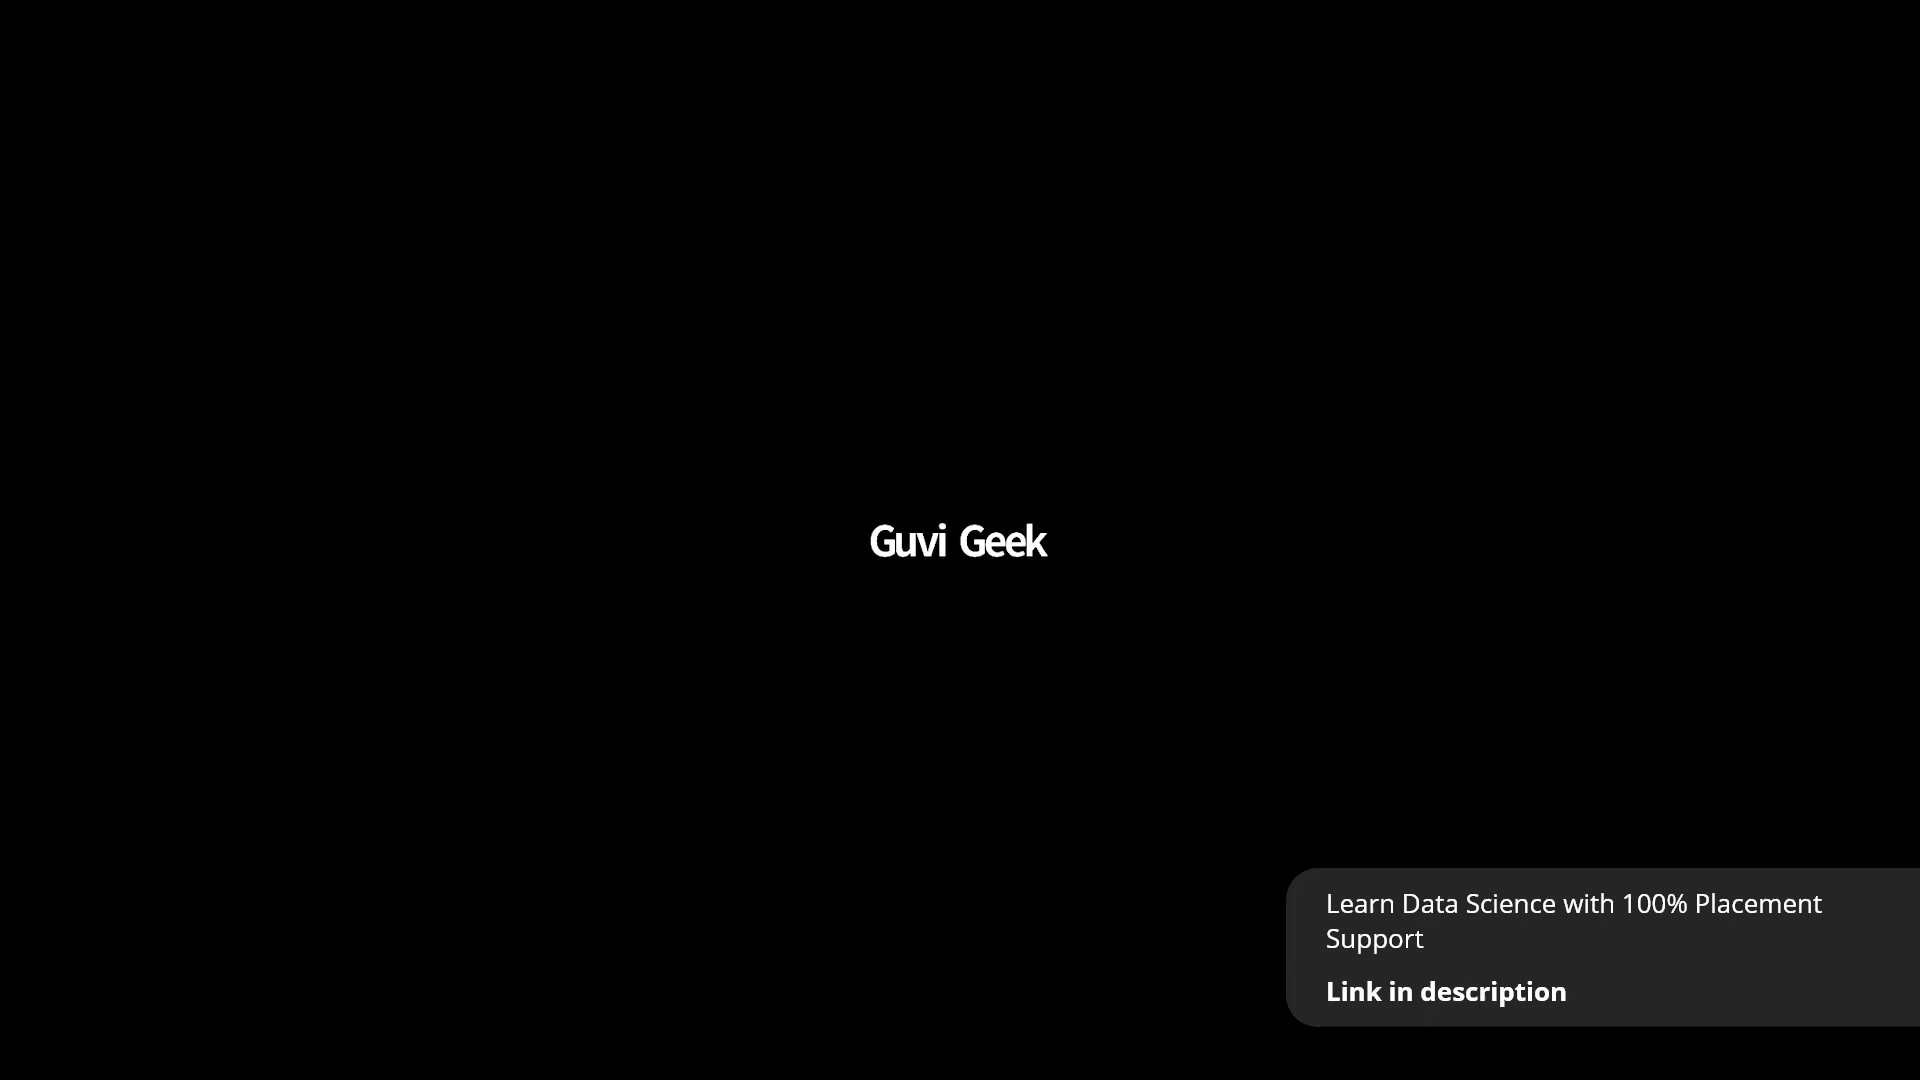 Guvi Geek
Learn Data Science with 100% Placement
Support
Link in description